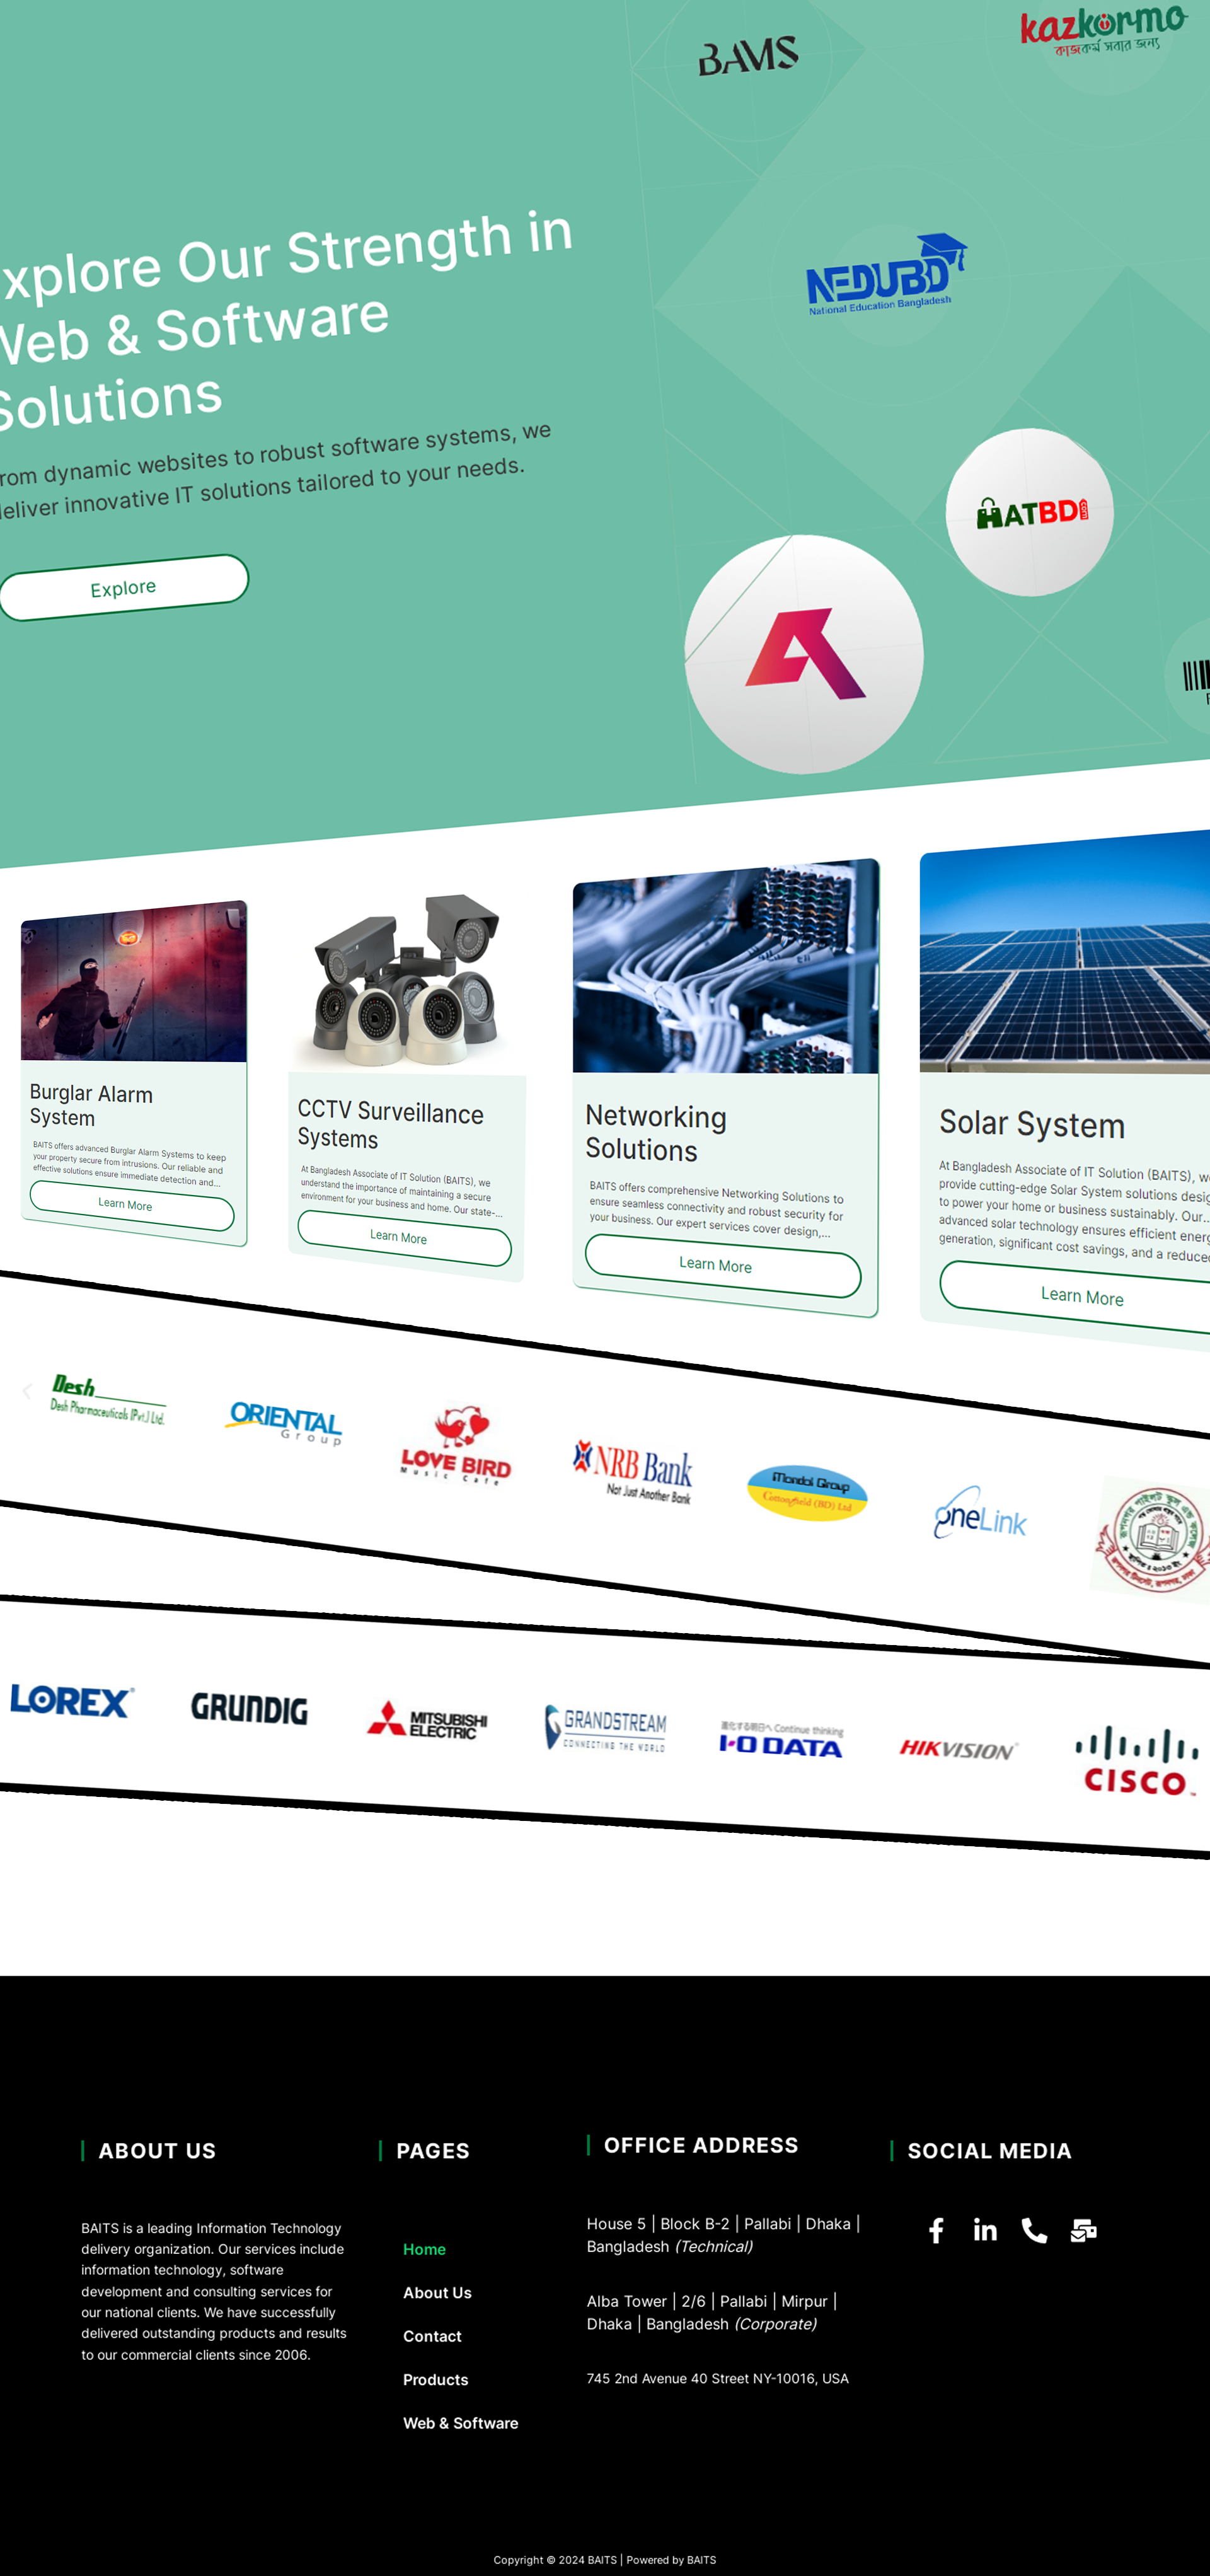 BAMS
kazkormo
কাজকর্ম সবার জন্য
xplore Our Strength in
Web & Software
Solutions
NEDUBD
National Education Bangladesh
rom dynamic websites to robust software systems, we
deliver innovative IT solutions tailored to your needs.
HATBD
Explore
Burglar Alarm
System
BAITS offers advanced Burglar Alarm Systems to keep
your property secure from intrusions. Our reliable and
effective solutions ensure immediate detection and...
Learn More
CCTV Surveillance
Systems
At Bangladesh Associate of IT Solution (BAITS), we
understand the importance of maintaining a secure
environment for your business and home. Our state-...
Learn More
Networking
Solutions
BAITS offers comprehensive Networking Solutions to
ensure seamless connectivity and robust security for
your business. Our expert services cover design,...
Learn More
Solar System
At Bangladesh Associate of IT Solution (BAITS), we
provide cutting-edge Solar System solutions desig
to power your home or business sustainably. Our...
advanced solar technology ensures efficient energ
generation, significant cost savings, and a reduced
Learn More
Desh
Desh Pharmaceuticals (Pvt.) Ltd.
ORIENTAL
Group
LOVE BIRD
Music Cafe
NRB Bank
Not Just Another Bank
Mondol Group
Cottonfield (BD) Ltd
oneLink
LOREX®
GRUNDIG
MITSUBISHI
ELECTRIC
GRANDSTREAM
CONNECTING THE WORLD
進化する明日へ Continue thinking
I-O DATA
HIKVISION
CISCO
ABOUT US
BAITS is a leading Information Technology
delivery organization. Our services include
information technology, software
development and consulting services for
our national clients. We have successfully
delivered outstanding products and results
to our commercial clients since 2006.
PAGES
Home
About Us
Contact
Products
Web & Software
OFFICE ADDRESS
House 5 | Block B-2 | Pallabi | Dhaka |
Bangladesh (Technical)
Alba Tower | 2/6 | Pallabi | Mirpur |
Dhaka | Bangladesh (Corporate)
745 2nd Avenue 40 Street NY-10016, USA
SOCIAL MEDIA
Copyright © 2024 BAITS | Powered by BAITS